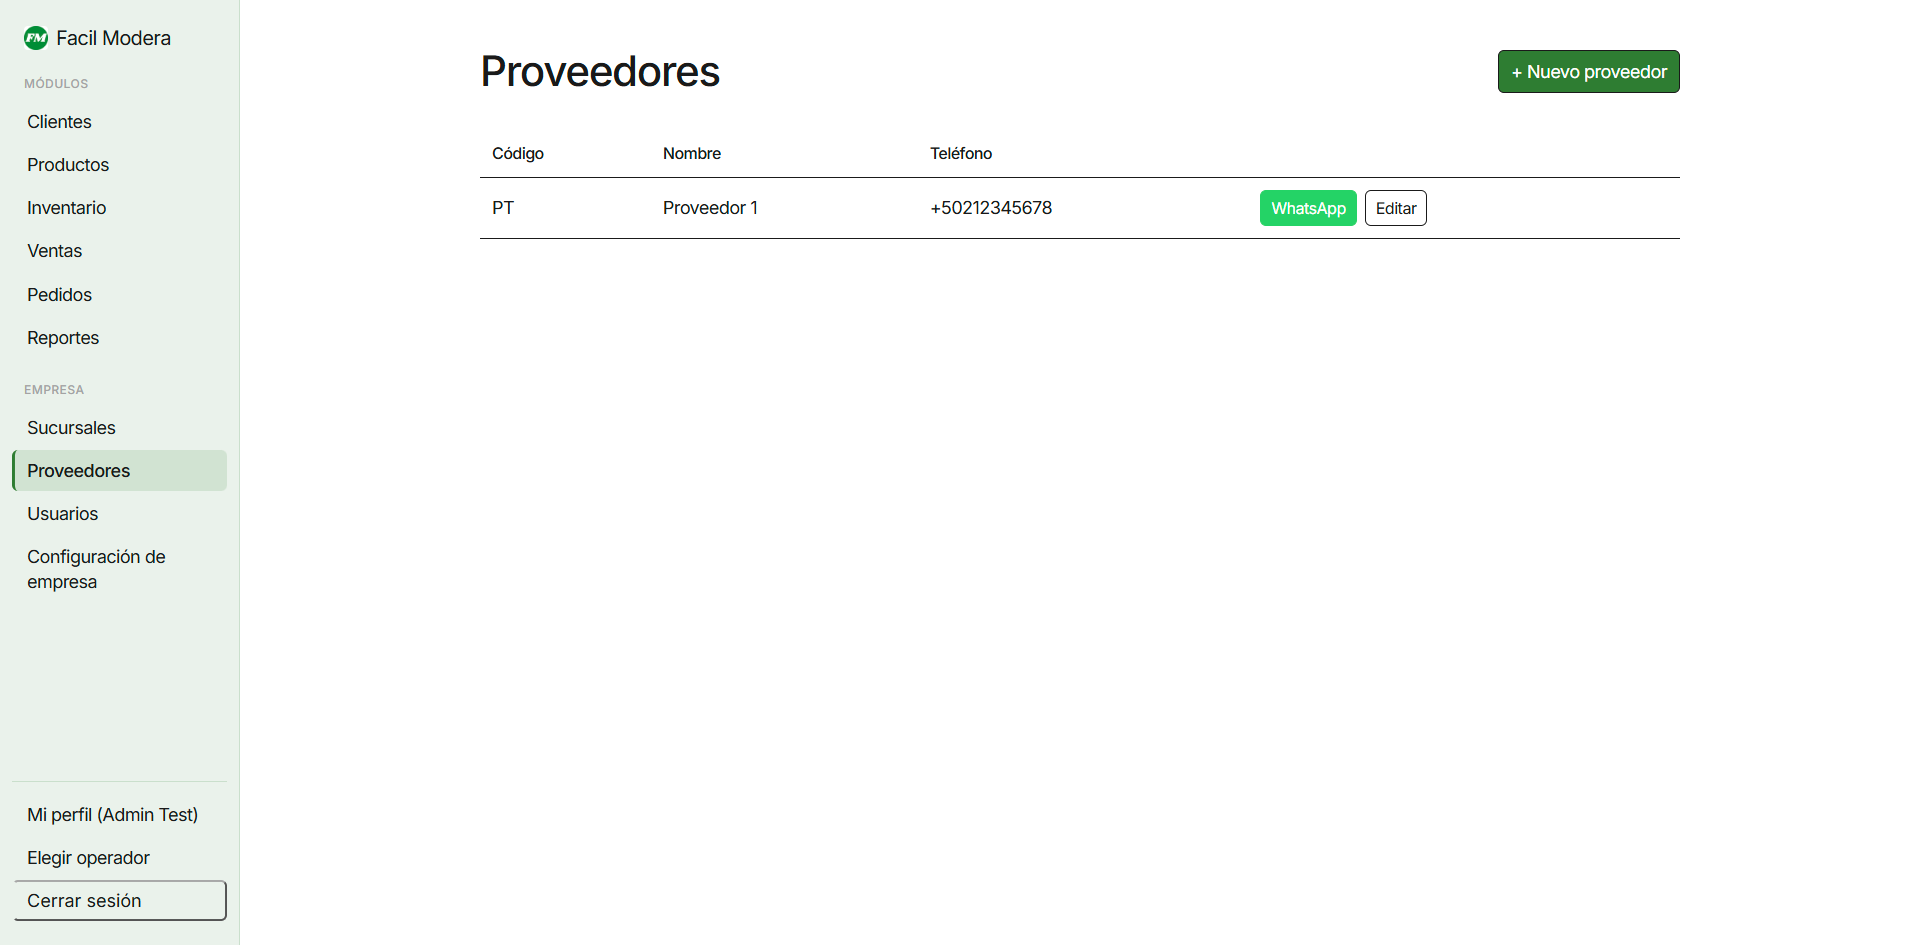 FM Facil Modera
MÓDULOS
Clientes
Productos
Inventario
Ventas
Pedidos
Reportes
EMPRESA
Sucursales
Proveedores
Usuarios
Configuración de
empresa
Mi perfil (Admin Test)
Elegir operador
Cerrar sesión
Proveedores
+ Nuevo proveedor
Código Nombre Teléfono
PT Proveedor 1 +50212345678 WhatsApp Editar